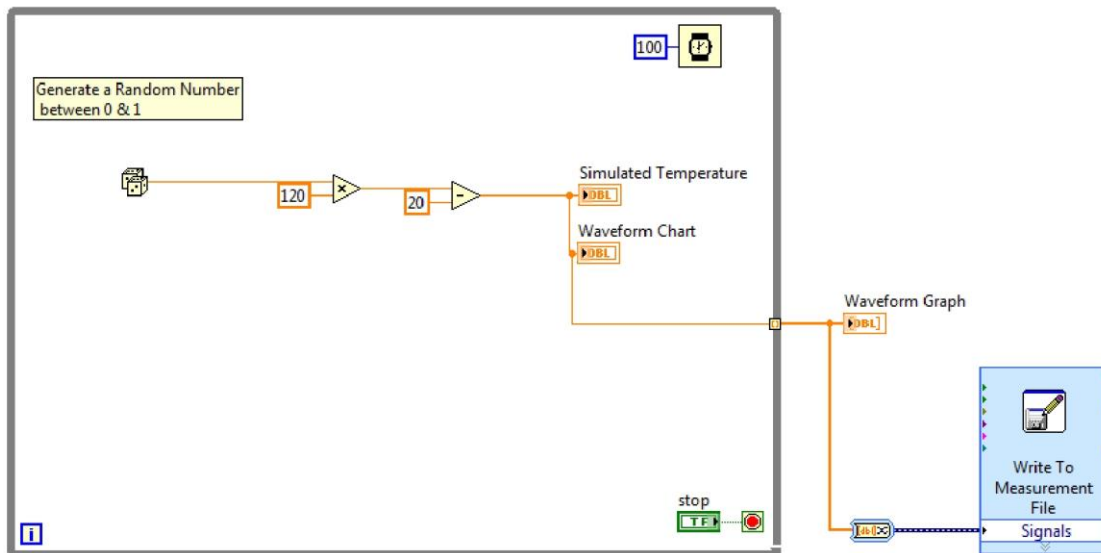 100
Generate a Random Number
between 0 & 1
Simulated Temperature
120
20
DBL
Waveform Chart
DBL
Waveform Graph
DBL
Write To
Measurement
File
Signals
stop
TF
i